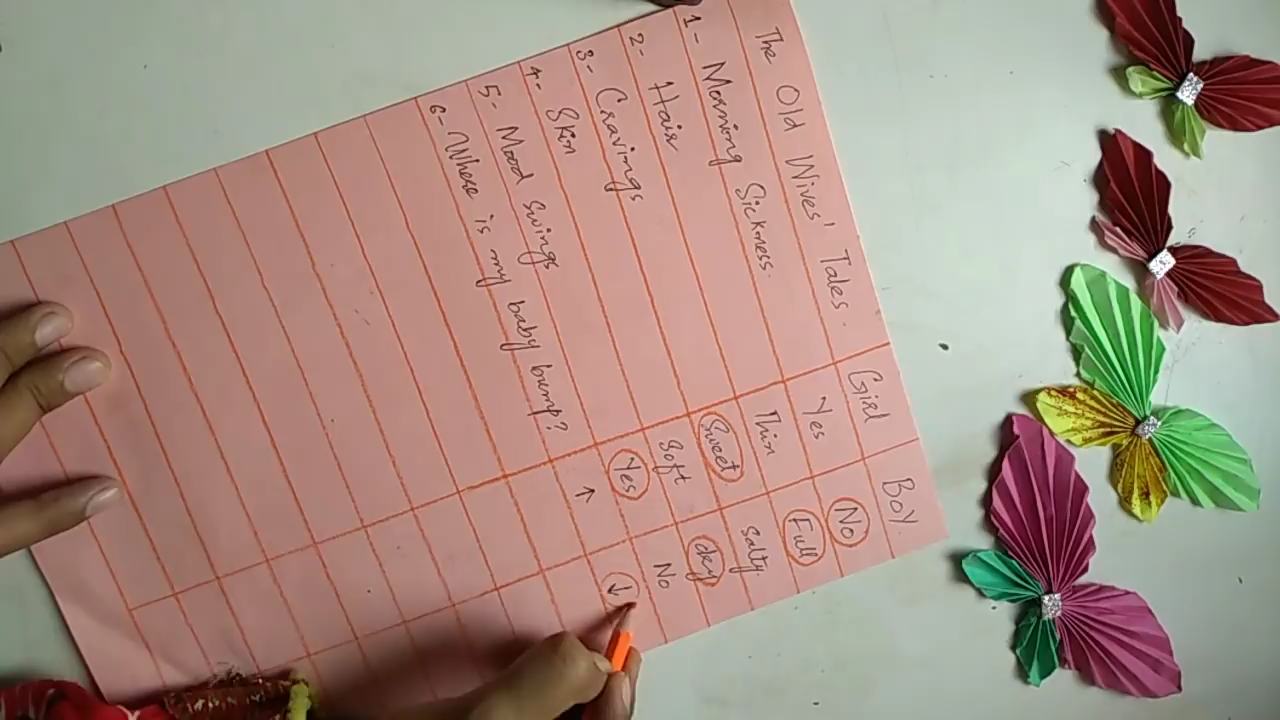 The Old Wives' Tales. Girl BOY
1- Morning Sickness. Yes No
2- Hair Thin Full
3- Cravings Sweet Salty.
4- Skin Soft dry
5- Mood swings Yes No
6- Where is my baby bump? ↑ ↓